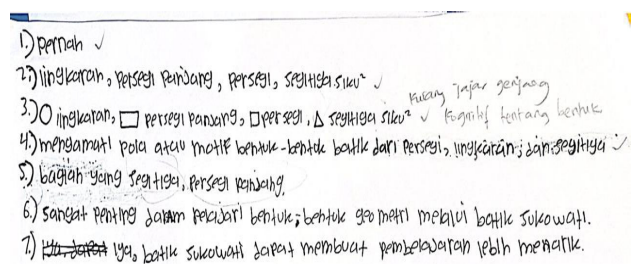 1.) pernah ✓
2.) lingkaran, persegi panjang, persegi, segitiga siku² ✓
3.) ○ lingkaran, ▭ persegi panjang, □ persegi, △ segitiga siku² ✓
kurang jajar genjang
Kognitif tentang bentuk
4.) mengamati pola atau motif bentuk-bentuk batik dari persegi, lingkaran, dan segitiga
5.) bagian yang segitiga, persegi panjang.
6.) sangat penting dalam pelajari bentuk, bentuk geometri melalui batik sukowati.
7.) iya, batik sukowati dapat membuat pembelajaran lebih menarik.